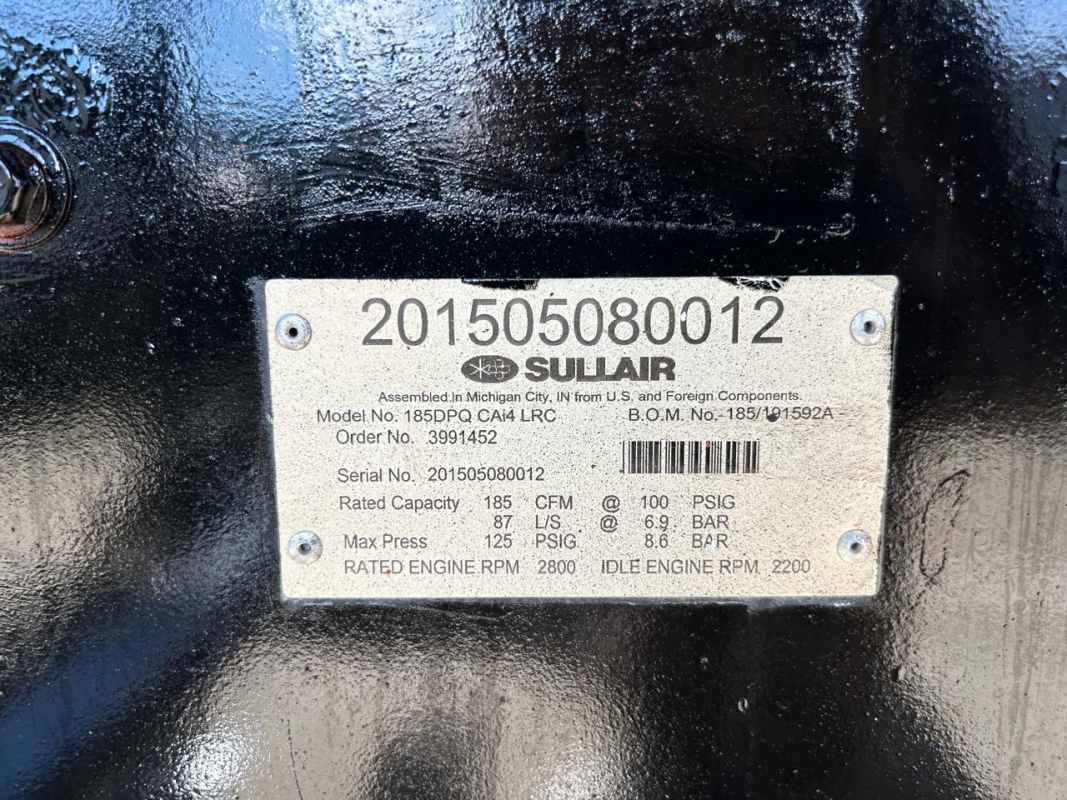 201505080012
SULLAIR
Assembled in Michigan City, IN from U.S. and Foreign Components.
Model No. 185DPQ CAi4 LRC B.O.M. No. 185/191592A
Order No. 3991452
Serial No. 201505080012
Rated Capacity 185 CFM @ 100 PSIG
87 L/S @ 6.9 BAR
Max Press 125 PSIG 8.6 BAR
RATED ENGINE RPM 2800 IDLE ENGINE RPM 2200